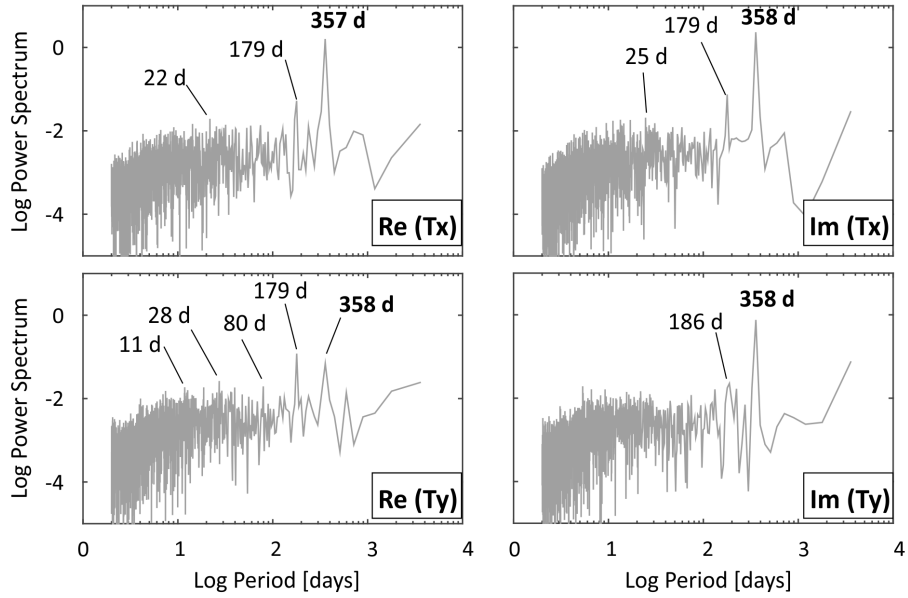 357 d
179 d
22 d
0
-2
-4
Log Power Spectrum
Re (Tx)
358 d
179 d
25 d
Im (Tx)
179 d
358 d
28 d
80 d
11 d
0
-2
-4
Log Power Spectrum
Re (Ty)
0 1 2 3 4
Log Period [days]
358 d
186 d
Im (Ty)
0 1 2 3 4
Log Period [days]